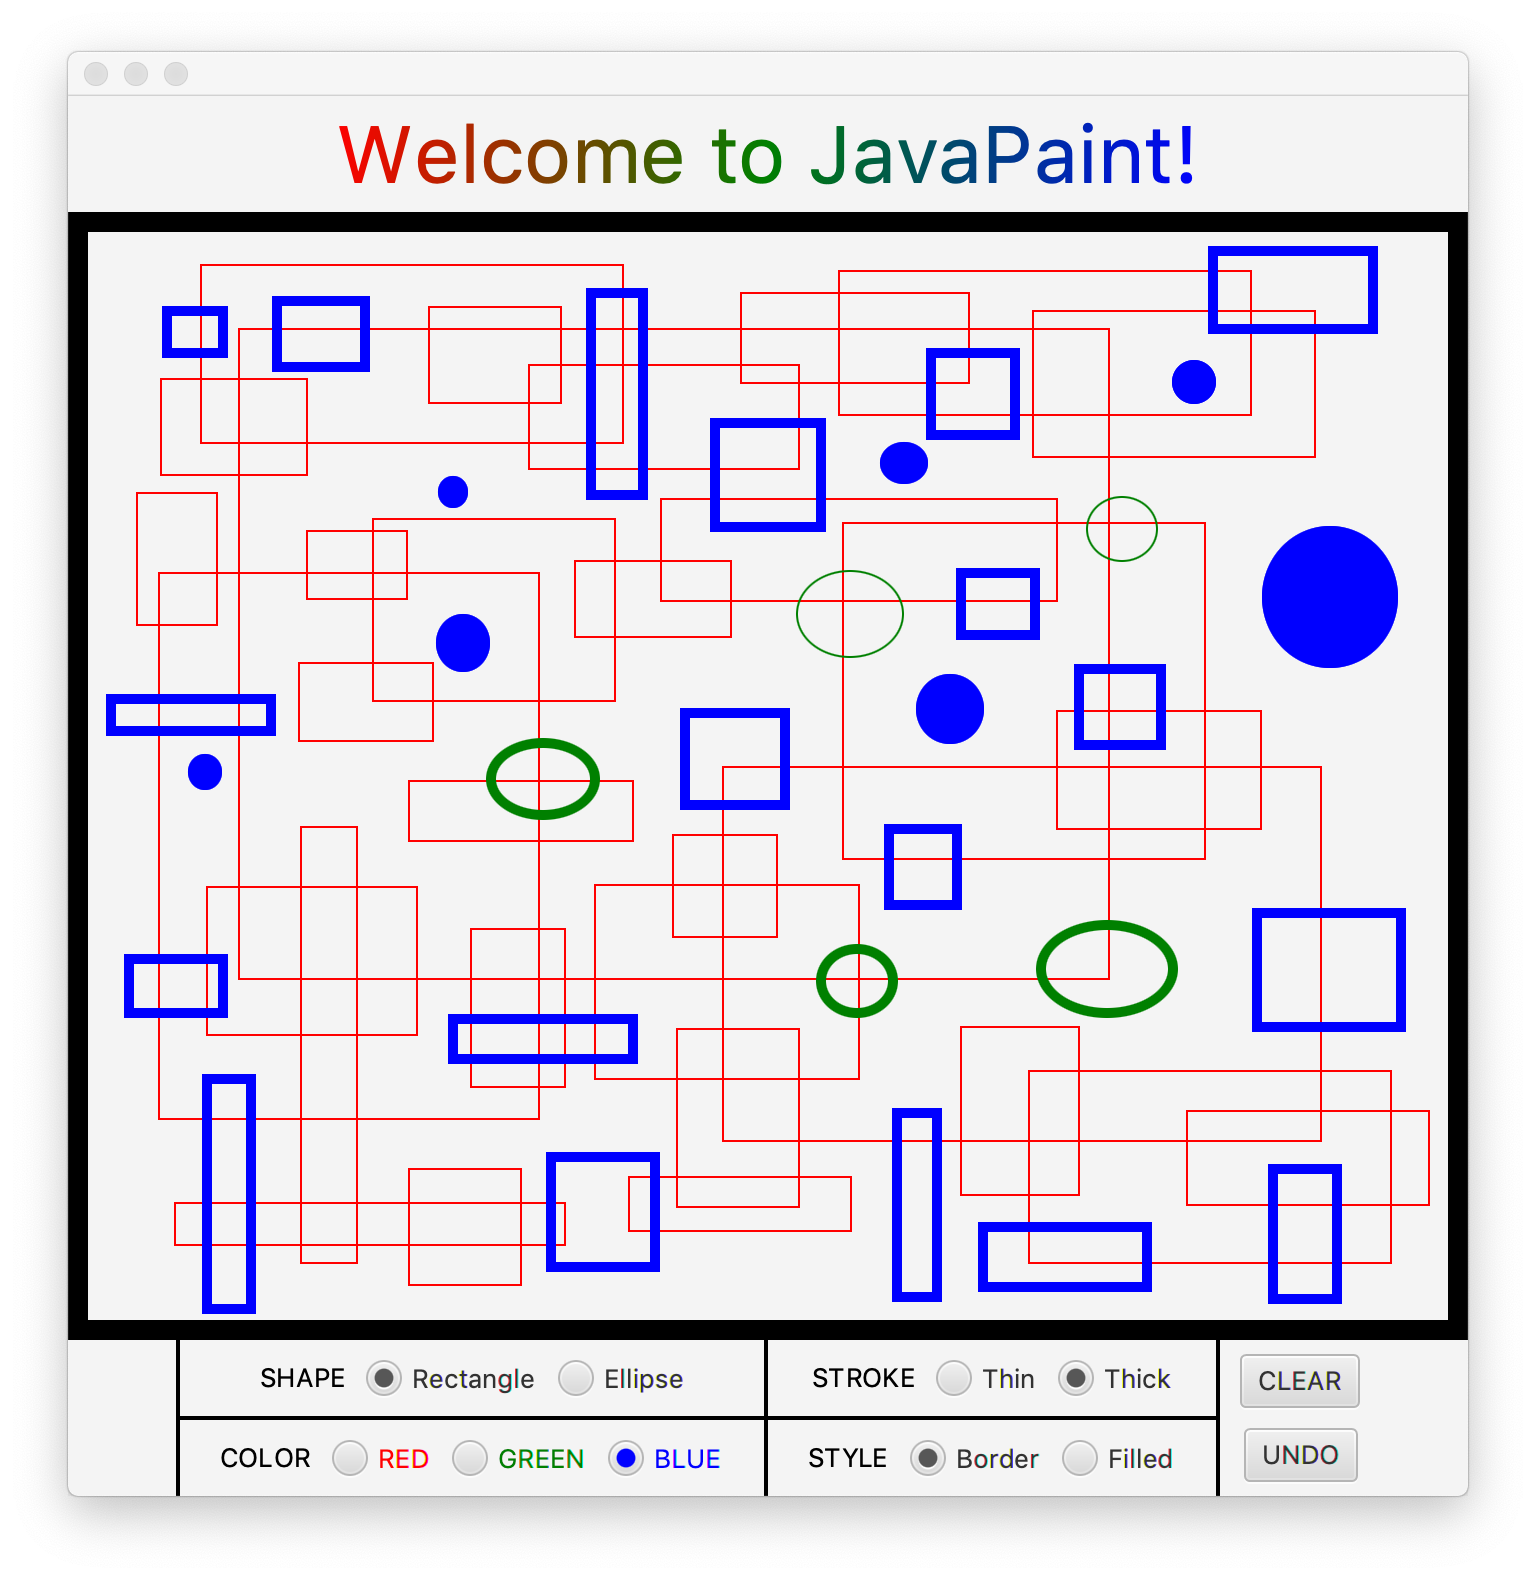 Welcome to JavaPaint!
SHAPE Rectangle Ellipse STROKE Thin Thick CLEAR
COLOR RED GREEN BLUE STYLE Border Filled UNDO